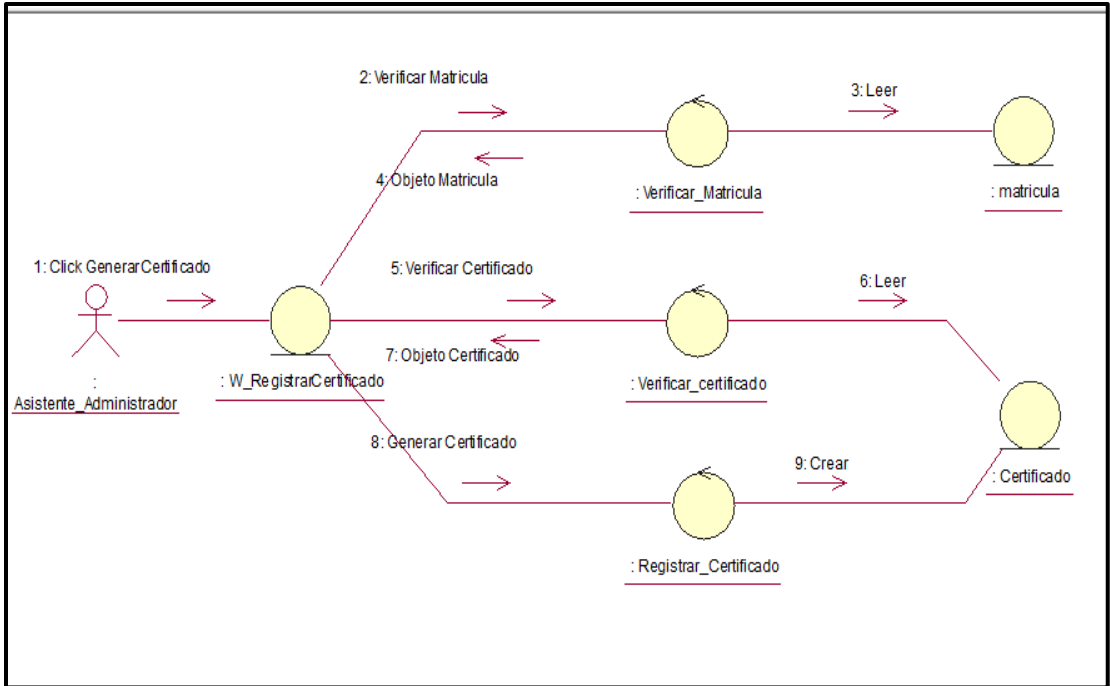 2: Verificar Matricula
3: Leer
4: Objeto Matricula
: Verificar_Matricula
: matricula
1: Click GenerarCertificado
5: Verificar Certificado
6: Leer
7: Objeto Certificado
:
Asistente_Administrador
: W_RegistrarCertificado
: Verificar_certificado
8: Generar Certificado
9: Crear
: Certificado
: Registrar_Certificado